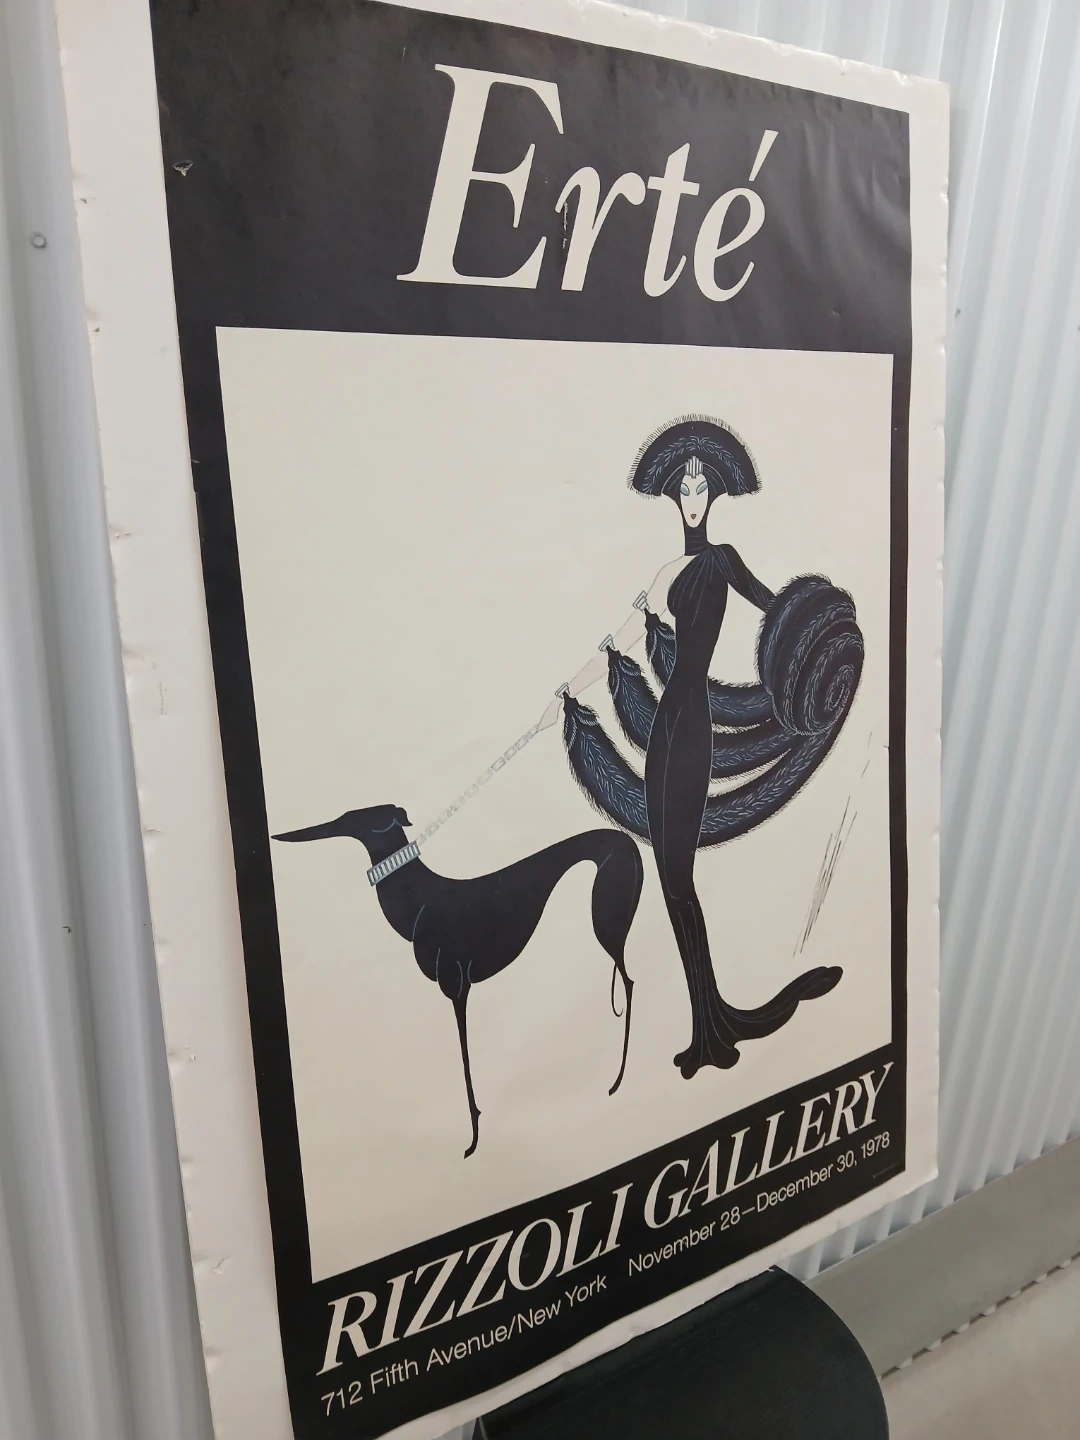 Erté
RIZZOLI GALLERY
712 Fifth Avenue/New York November 28–December 30, 1978